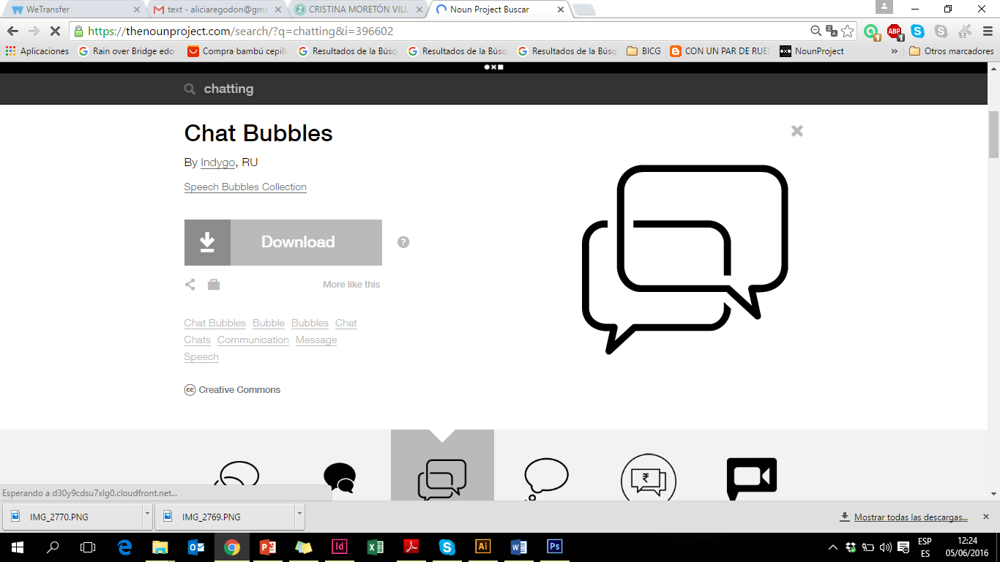 WeTransfer
text - aliciaregodon@gma
CRISTINA MORETÓN VILL
Noun Project Buscar
https://thenounproject.com/search/?q=chatting&i=396602
Aplicaciones
Rain over Bridge edo
Compra bambú cepill
Resultados de la Búsq
Resultados de la Búsq
Resultados de la Búsq
BICG
CON UN PAR DE RUED
NounProject
»
Otros marcadores
chatting
Chat Bubbles
By Indygo, RU
Speech Bubbles Collection
Download
?
More like this
Chat Bubbles Bubble Bubbles Chat
Chats Communication Message
Speech
cc Creative Commons
₹
Esperando a d30y9cdsu7xlg0.cloudfront.net...
IMG_2770.PNG
IMG_2769.PNG
Mostrar todas las descargas...
ESP
ES
12:24
05/06/2016